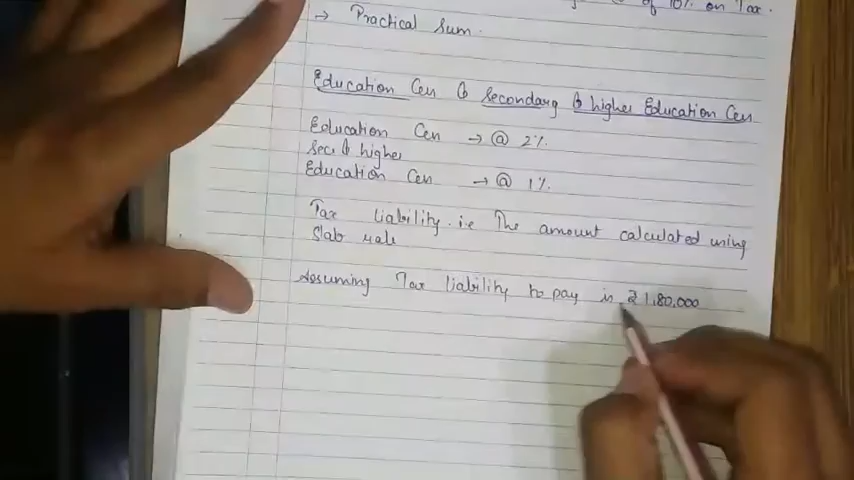 of 10% on Tax.
→ Practical Sum.
Education Cess & Secondary & higher Education Cess
Education Cess → @ 2%.
Sec & higher
Education Cess → @ 1%.
Tax liability i.e The amount calculated using
Slab rate
Assuming Tax liability to pay is ₹ 1,80,000